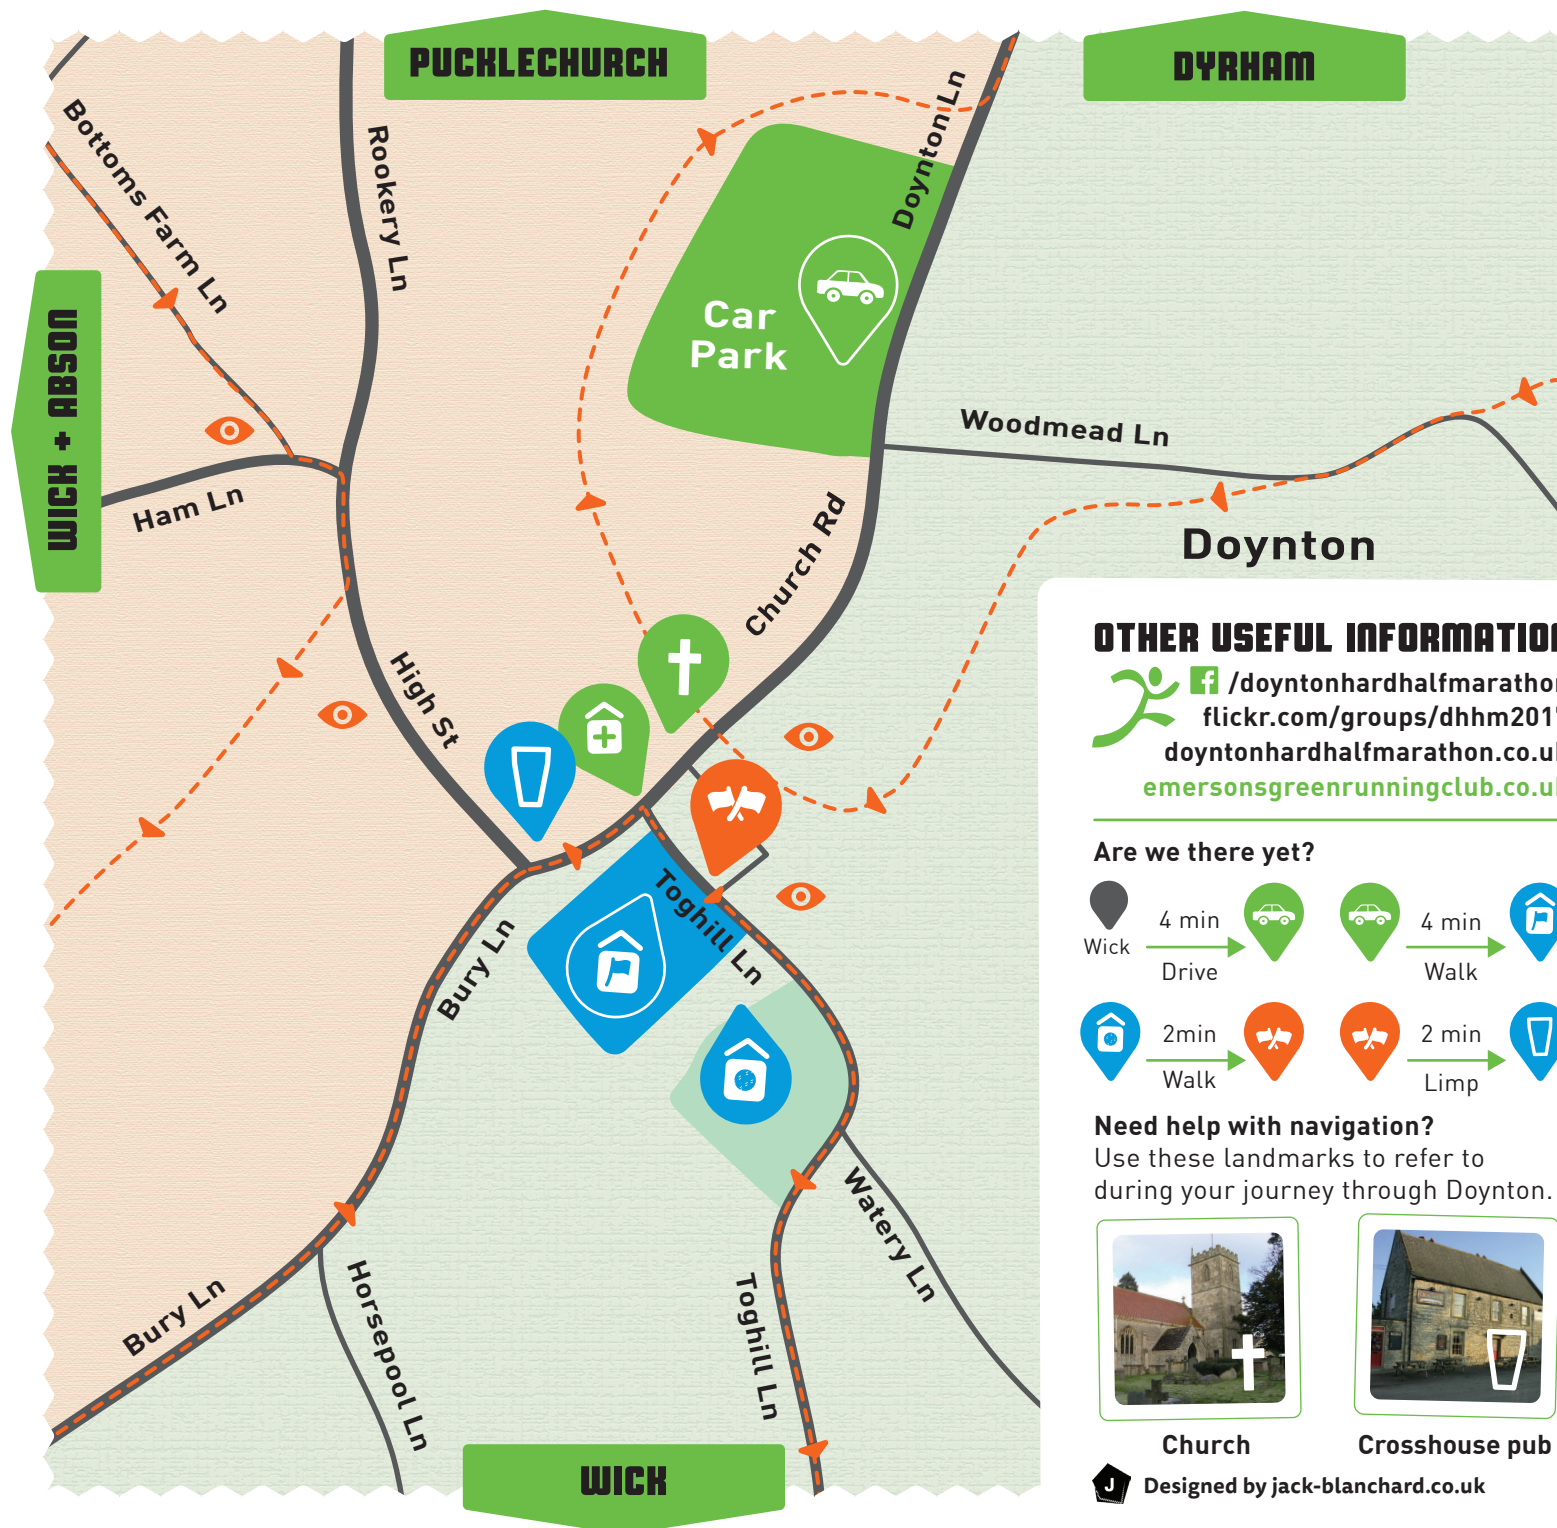 PUCKLECHURCH
DYRHAM
WICK + ABSON
Bottoms Farm Ln
Rookery Ln
Doynton Ln
Car
Park
Woodmead Ln
Ham Ln
Church Rd
Doynton
High St
Toghill Ln
Bury Ln
Watery Ln
Bury Ln
Horsepool Ln
Toghill Ln
WICK
OTHER USEFUL INFORMATIO
/doyntonhardhalfmarathon
flickr.com/groups/dhhm201
doyntonhardhalfmarathon.co.u
emersonsgreenrunningclub.co.u
Are we there yet?
Wick
4 min
Drive
4 min
Walk
2min
Walk
2 min
Limp
Need help with navigation?
Use these landmarks to refer to
during your journey through Doynton.
Church
Crosshouse pub
J
Designed by jack-blanchard.co.uk